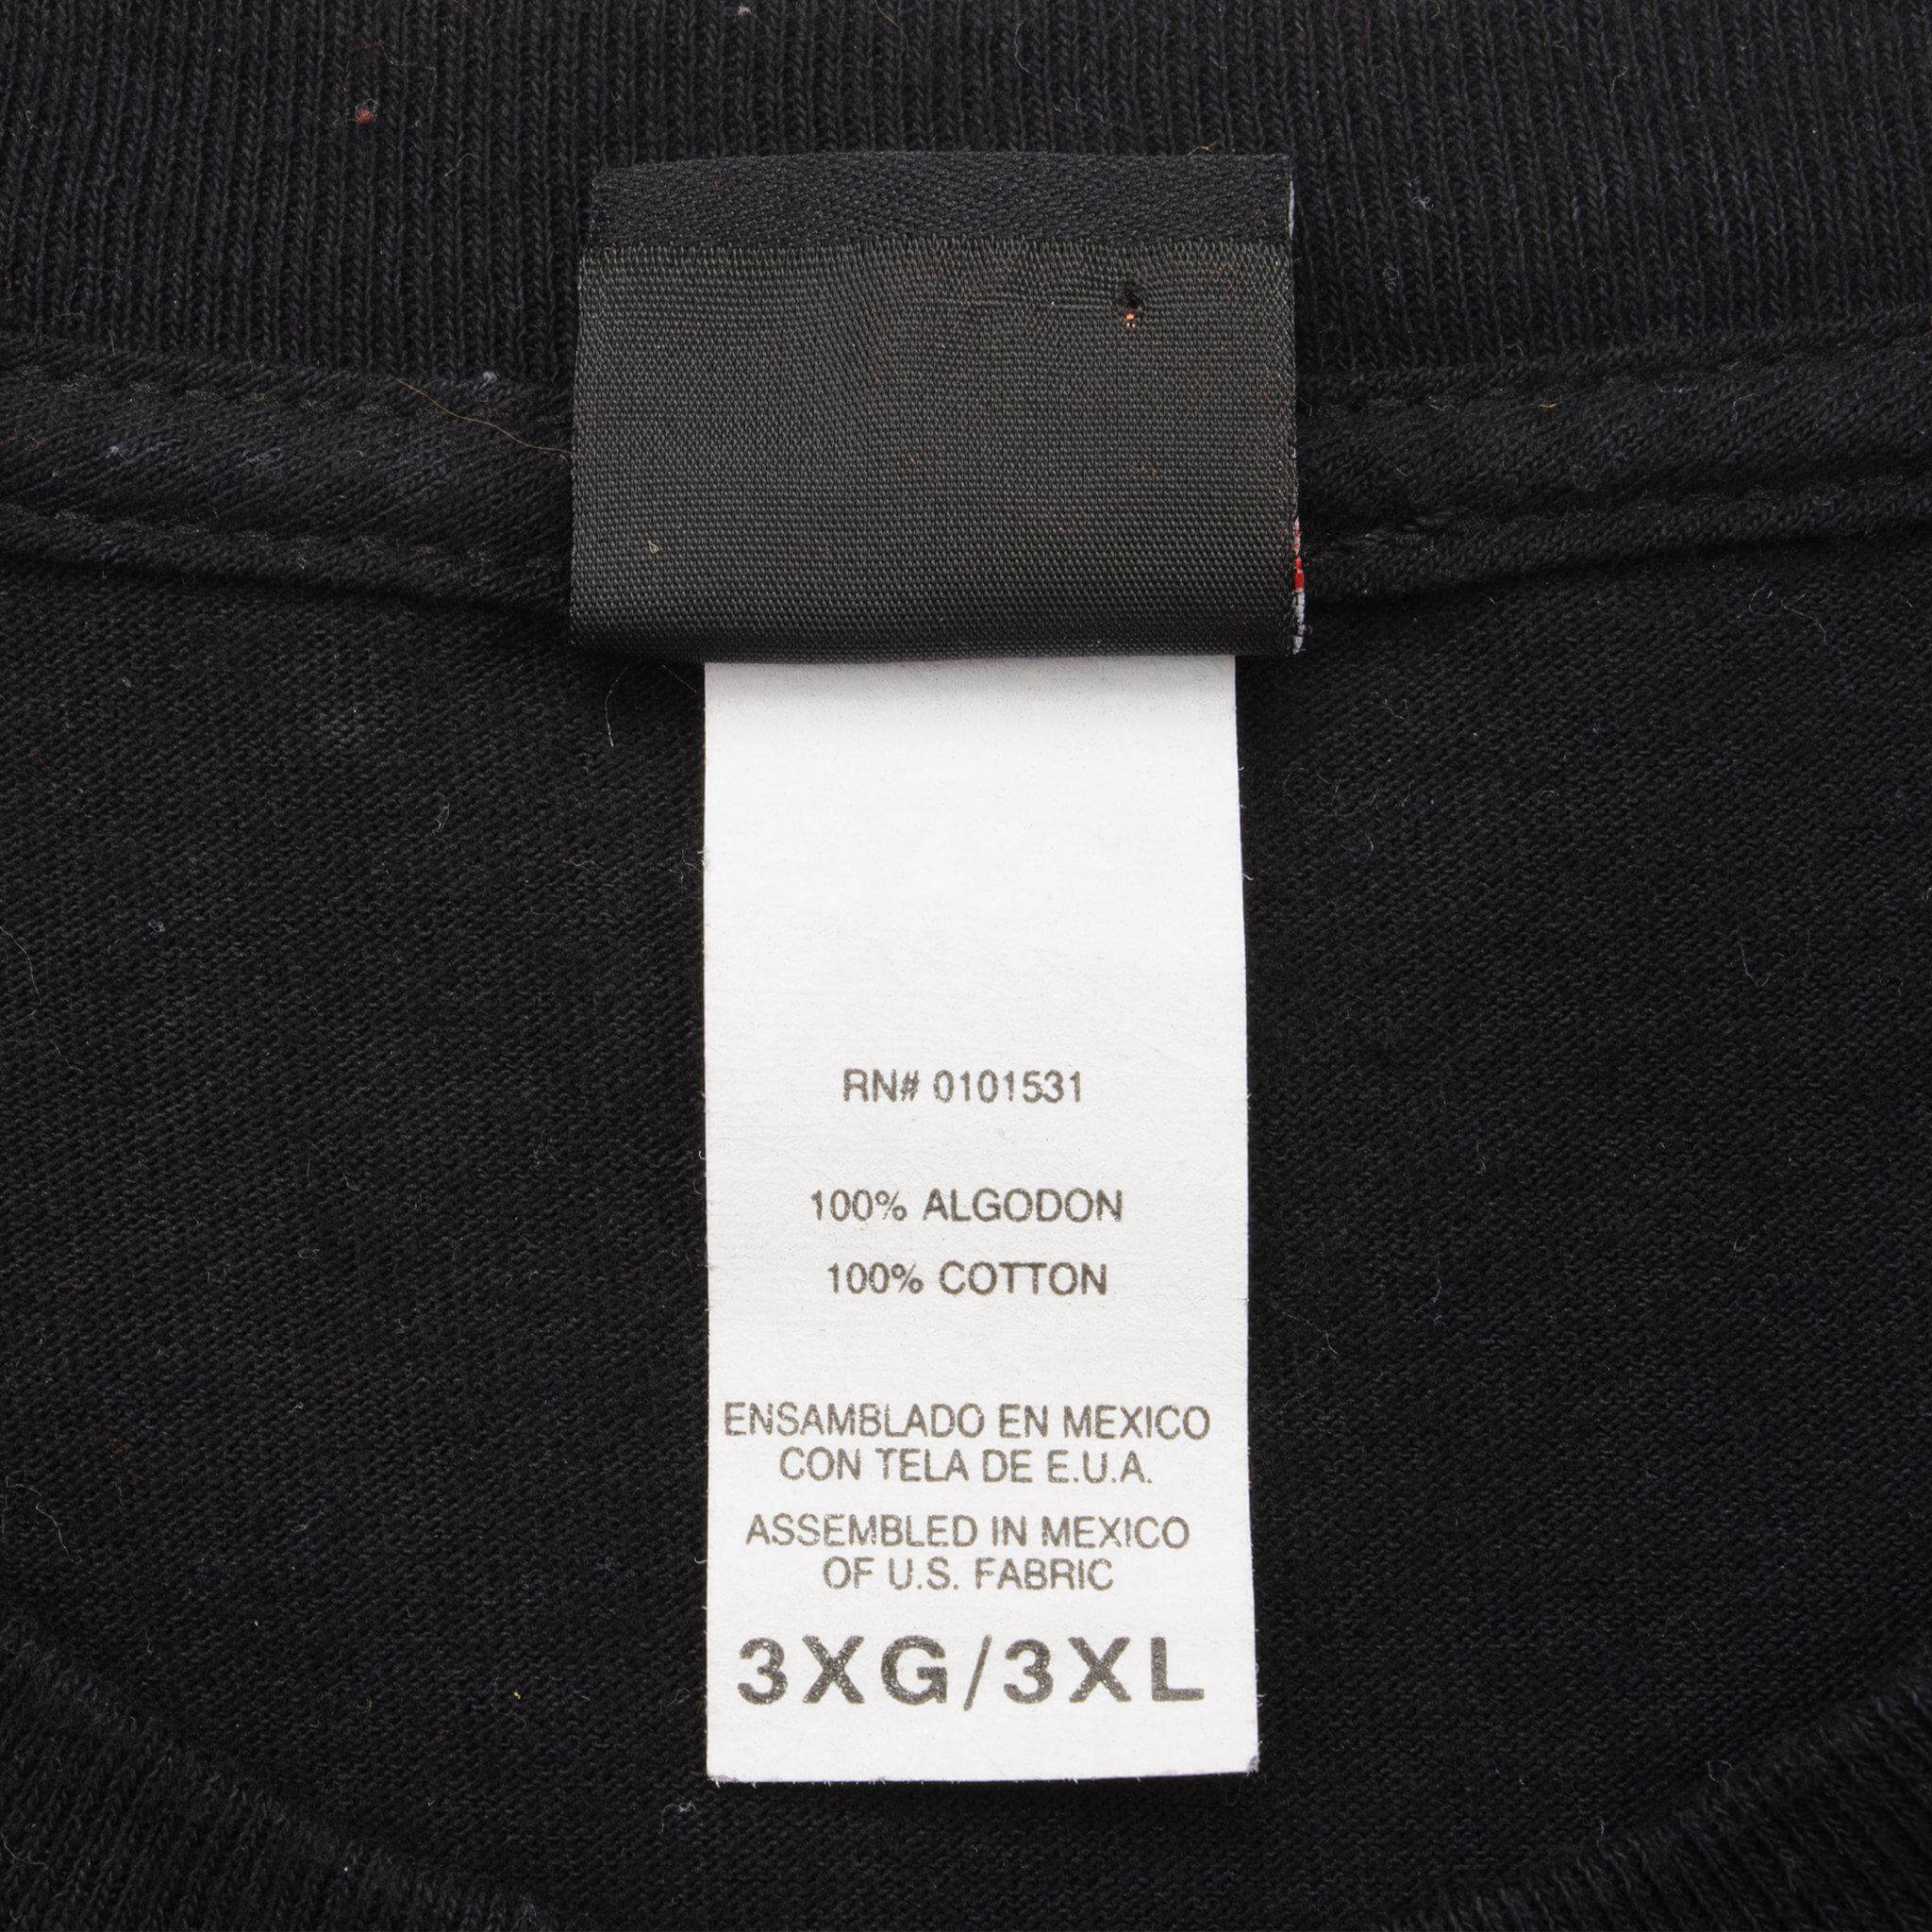 RN# 0101531
100% ALGODON
100% COTTON
ENSAMBLADO EN MEXICO
CON TELA DE E.U.A.
ASSEMBLED IN MEXICO
OF U.S. FABRIC
3XG/3XL